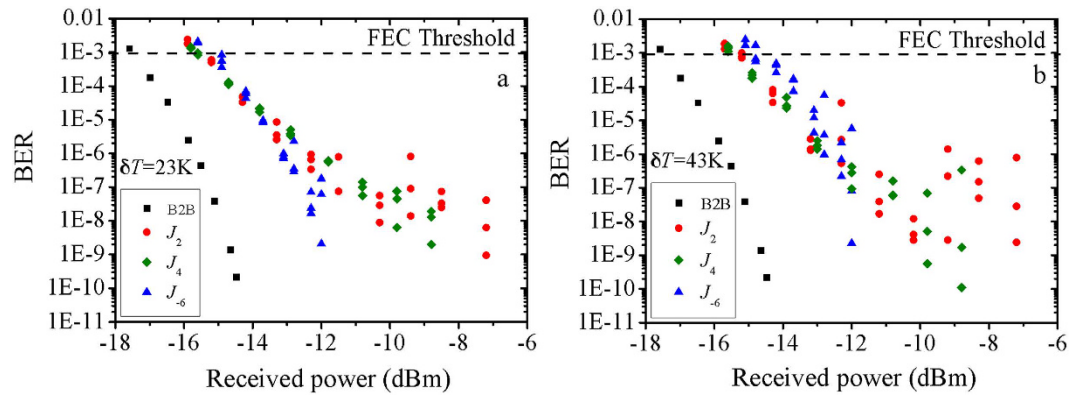 0.01
1E-3
1E-4
1E-5
1E-6
1E-7
1E-8
1E-9
1E-10
1E-11
BER
FEC Threshold
a
δT=23K
B2B
J2
J4
J-6
-18 -16 -14 -12 -10 -8 -6
Received power (dBm)
0.01
1E-3
1E-4
1E-5
1E-6
1E-7
1E-8
1E-9
1E-10
1E-11
BER
FEC Threshold
b
δT=43K
B2B
J2
J4
J-6
-18 -16 -14 -12 -10 -8 -6
Received power (dBm)